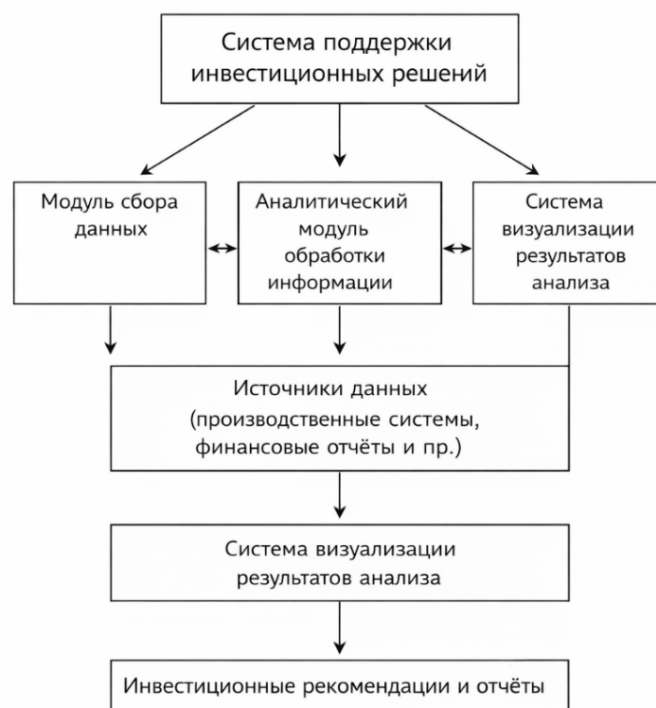 Система поддержки
инвестиционных решений
Модуль сбора
данных
Аналитический
модуль
обработки
информации
Система
визуализации
результатов
анализа
Источники данных
(производственные системы,
финансовые отчёты и пр.)
Система визуализации
результатов анализа
Инвестиционные рекомендации и отчёты